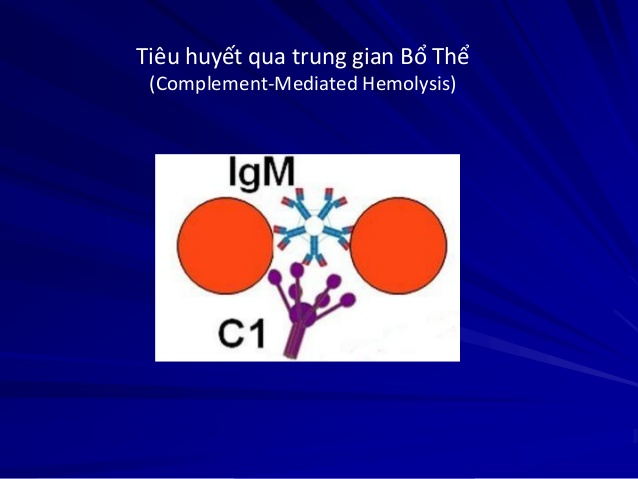 Tiêu huyết qua trung gian Bổ Thể
(Complement-Mediated Hemolysis)
IgM
C1